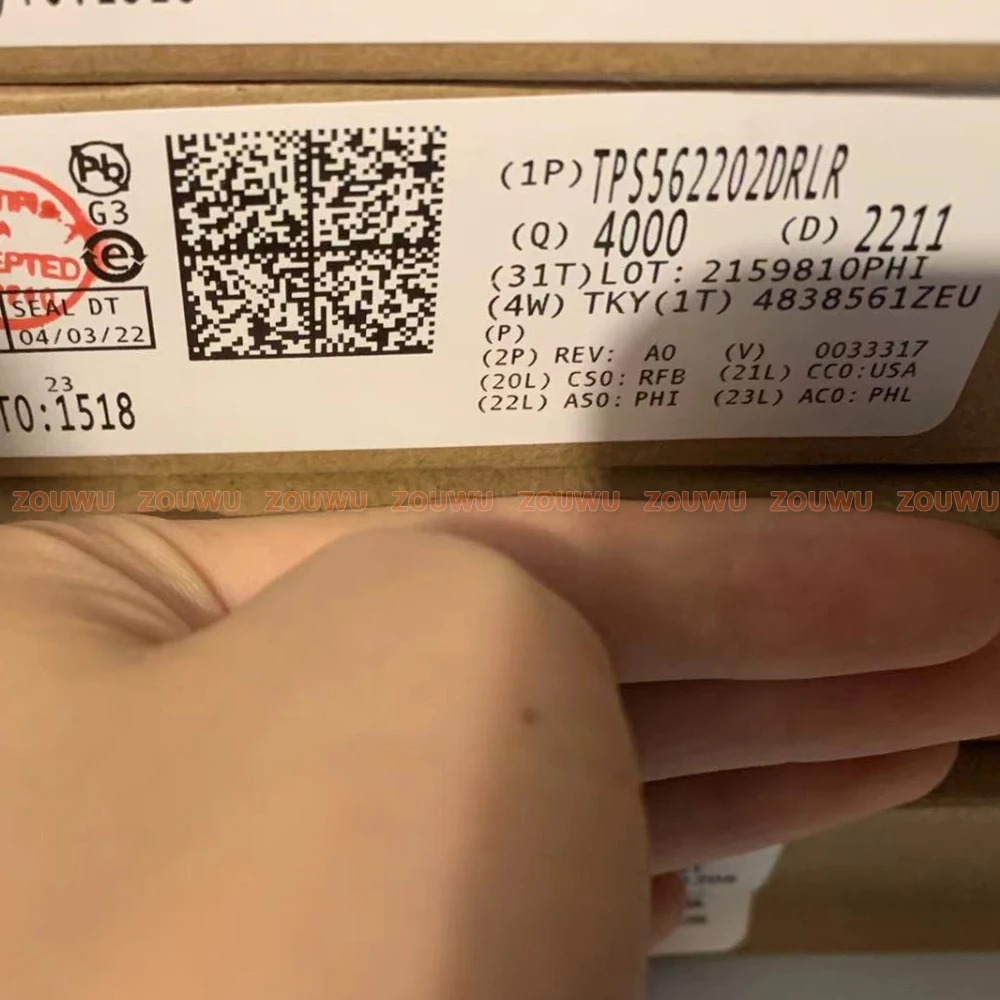 Pb
G3
e
EPTED
SEAL DT
04/03/22
23
TO:1518
(1P)TPS562202DRLR
(Q) 4000 (D) 2211
(31T)LOT: 2159810PHI
(4W) TKY(1T) 4838561ZEU
(P)
(2P) REV: A0 (V) 0033317
(20L) CSO: RFB (21L) CCO:USA
(22L) ASO: PHI (23L) ACO: PHL
ZOUWU ZOUWU ZOUWU ZOUWU ZOUWU ZOUWU ZOUWU ZOUWU